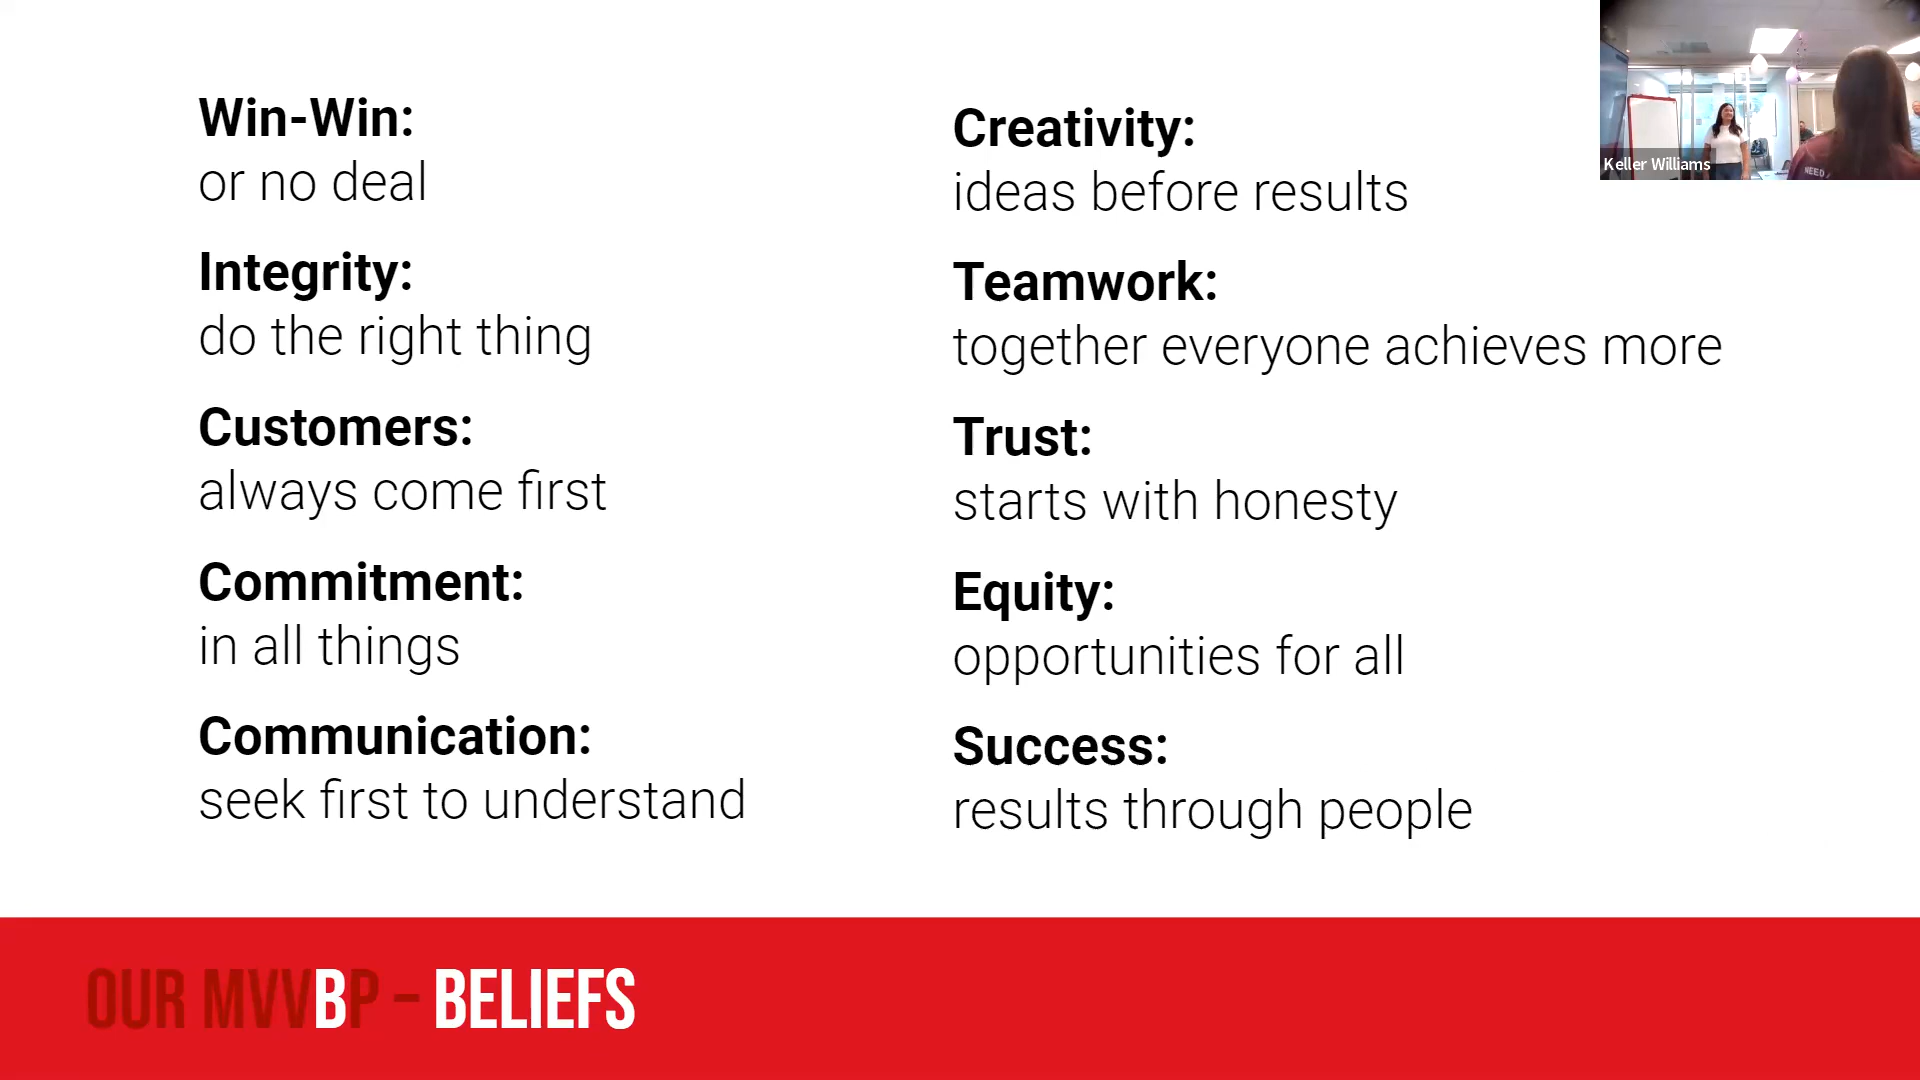 Win-Win:
or no deal
Integrity:
do the right thing
Customers:
always come first
Commitment:
in all things
Communication:
seek first to understand
Creativity:
ideas before results
Teamwork:
together everyone achieves more
Trust:
starts with honesty
Equity:
opportunities for all
Success:
results through people
Keller Williams
NEED
OUR MVVBP - BELIEFS